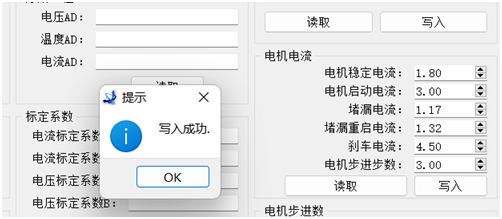 电压AD:
温度AD:
电流AD:
读取
标定系数
电流标定系数
电流标定系数
电压标定系数
电压标定系数B:
提示
写入成功.
OK
读取
写入
电机电流
电机稳定电流: 1.80
电机启动电流: 3.00
堵漏电流: 1.17
堵漏重启电流: 1.32
刹车电流: 4.50
电机步进步数: 3.00
读取
写入
电机步进数